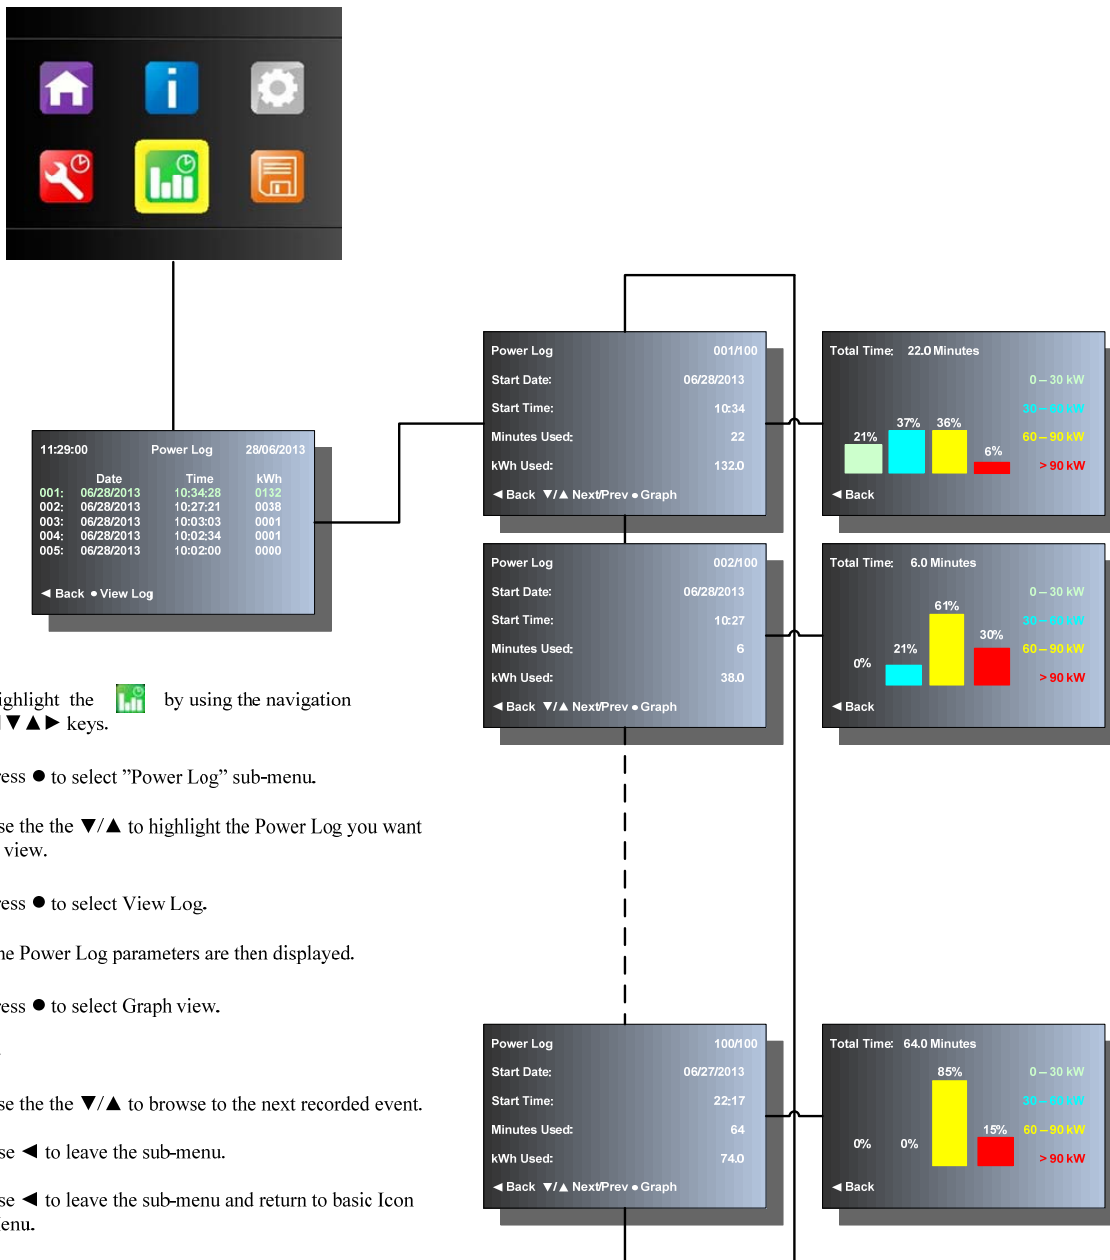 11:29:00 Power Log 28/06/2013
Date Time kWh
001: 06/28/2013 10:34:28 0132
002: 06/28/2013 10:27:21 0038
003: 06/28/2013 10:03:03 0001
004: 06/28/2013 10:02:34 0001
005: 06/28/2013 10:02:00 0000
◄ Back ● View Log
Power Log 001/100
Start Date: 06/28/2013
Start Time: 10:34
Minutes Used: 22
kWh Used: 132.0
◄ Back ▼/▲ Next/Prev ● Graph
Total Time: 22.0 Minutes
0 – 30 kW
30 – 60 kW
60 – 90 kW
> 90 kW
21% 37% 36% 6%
◄ Back
Power Log 002/100
Start Date: 06/28/2013
Start Time: 10:27
Minutes Used: 6
kWh Used: 38.0
◄ Back ▼/▲ Next/Prev ● Graph
Total Time: 6.0 Minutes
0 – 30 kW
30 – 60 kW
60 – 90 kW
> 90 kW
0% 21% 61% 30%
◄ Back
ighlight the by using the navigation
▼▲► keys.
ress ● to select ”Power Log” sub-menu.
se the the ▼/▲ to highlight the Power Log you want
view.
ress ● to select View Log.
he Power Log parameters are then displayed.
ress ● to select Graph view.
se the the ▼/▲ to browse to the next recorded event.
se ◄ to leave the sub-menu.
se ◄ to leave the sub-menu and return to basic Icon
enu.
Power Log 100/100
Start Date: 06/27/2013
Start Time: 22:17
Minutes Used: 64
kWh Used: 74.0
◄ Back ▼/▲ Next/Prev ● Graph
Total Time: 64.0 Minutes
0 – 30 kW
30 – 60 kW
60 – 90 kW
> 90 kW
0% 0% 85% 15%
◄ Back